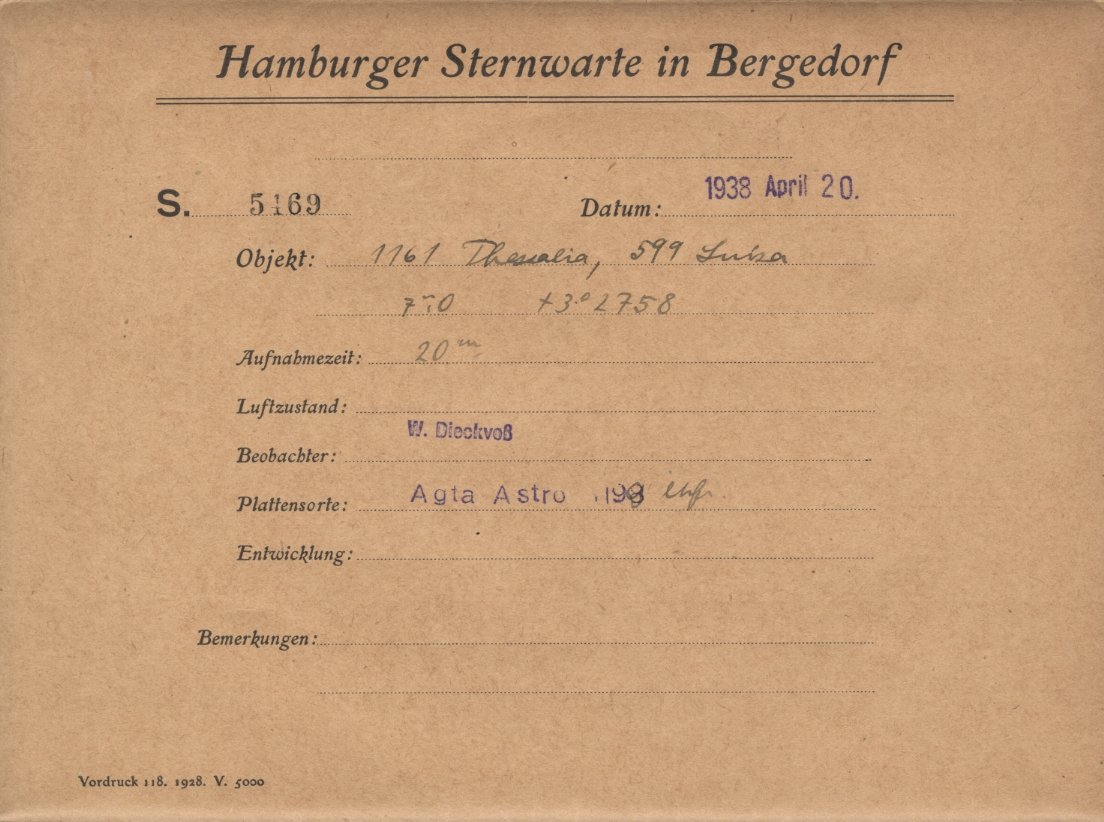 Hamburger Sternwarte in Bergedorf
S. 5169 Datum: 1938 April 20.
Objekt: 1161 Thessalia, 599 Luisa
+3° 2758
Aufnahmezeit: 20 m
Luftzustand:
Beobachter: W. Dieckvoß
Plattensorte: Agfa Astro
Entwicklung:
Bemerkungen:
Vordruck 118. 1928. V. 5000